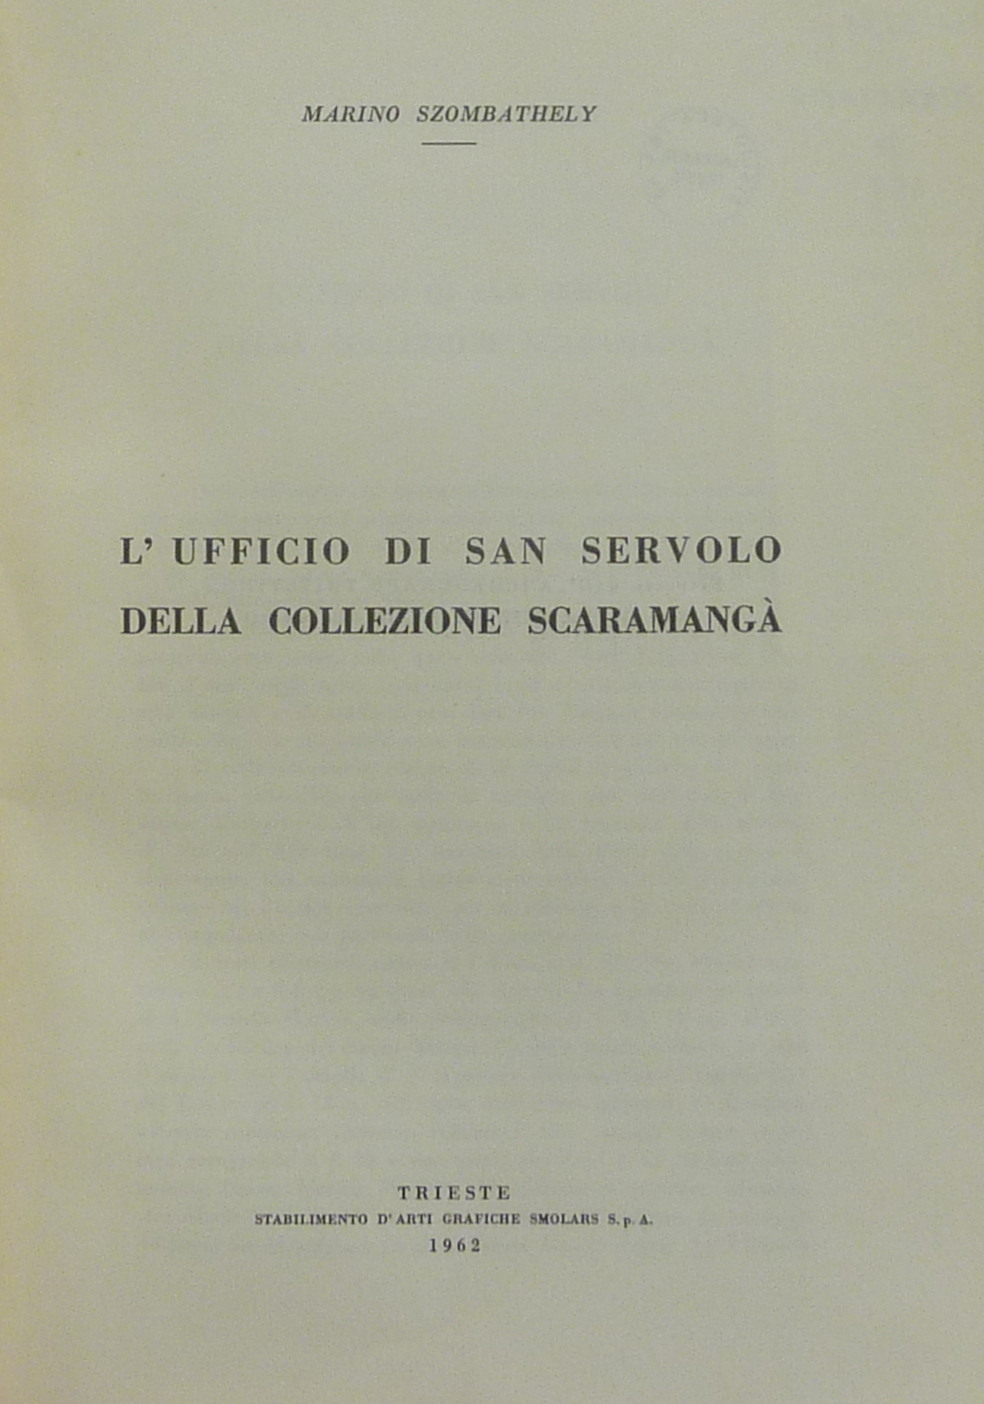 MARINO SZOMBATHELY
L' UFFICIO DI SAN SERVOLO
DELLA COLLEZIONE SCARAMANGÀ
TRIESTE
STABILIMENTO D'ARTI GRAFICHE SMOLARS S. p. A.
1962